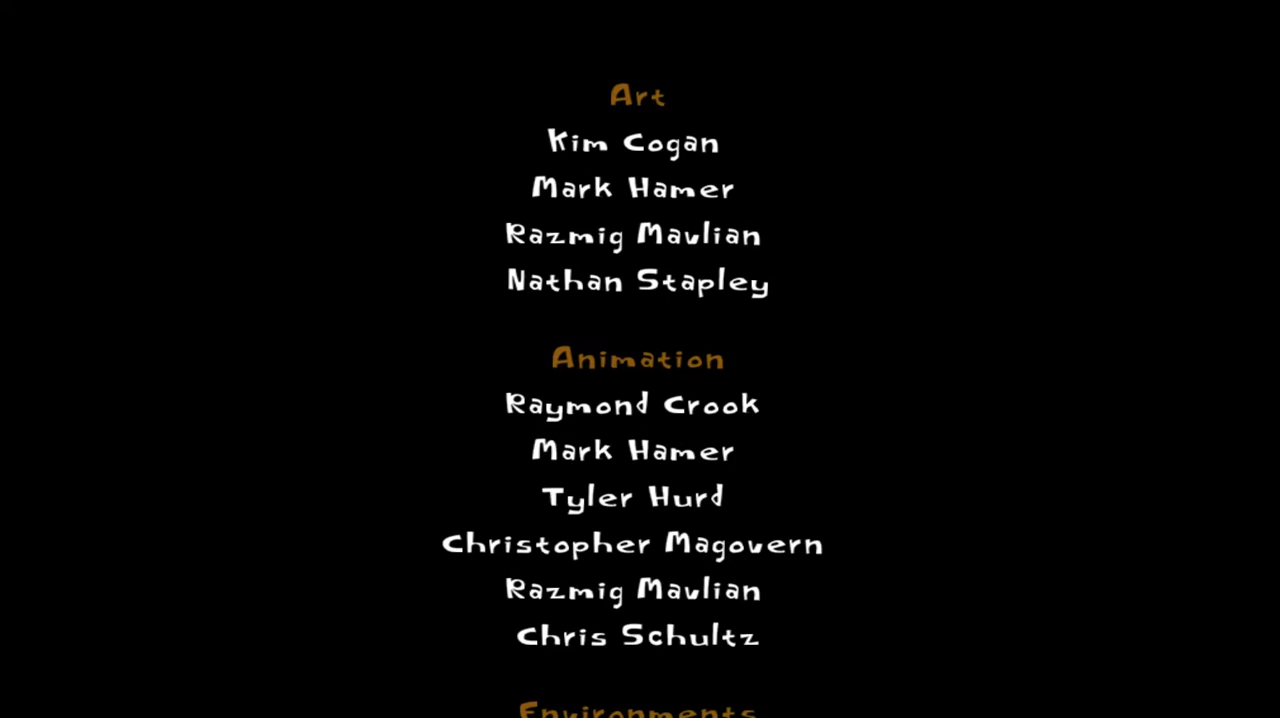 Art
Kim Cogan
Mark Hamer
Razmig Mavlian
Nathan Stapley
Animation
Raymond Crook
Mark Hamer
Tyler Hurd
Christopher Magovern
Razmig Mavlian
Chris Schultz
Environments